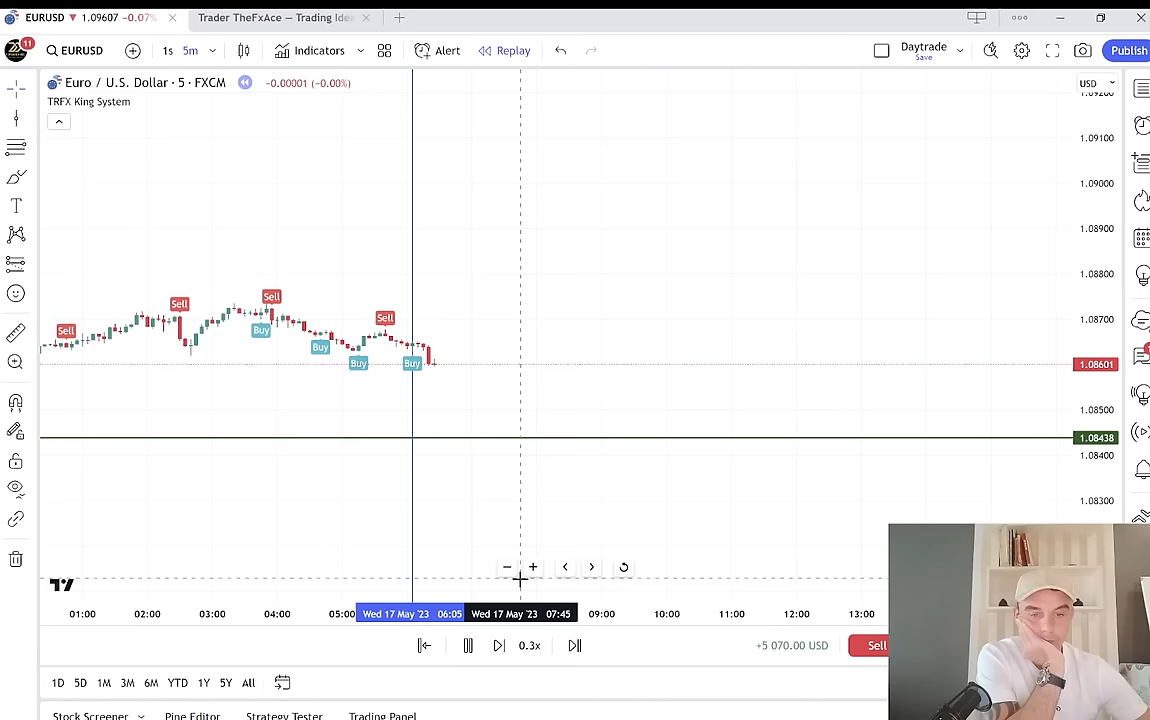 EURUSD ▼ 1.09607 −0.07%
Trader TheFxAce — Trading Idea
11
EURUSD
1s 5m
Indicators
Alert
Replay
Daytrade
Save
Publish
Euro / U.S. Dollar · 5 · FXCM
-0.00001 (-0.00%)
USD
TRFX King System
1.09200
1.09100
1.09000
1.08900
1.08800
1.08700
1.08601
1.08500
1.08438
1.08400
1.08300
Sell
Sell
Sell
Sell
Buy
Buy
Buy
Buy
01:00 02:00 03:00 04:00 05:00 Wed 17 May '23 06:05 Wed 17 May '23 07:45 09:00 10:00 11:00 12:00 13:00
0.3x
+5 070.00 USD
Sell
1D 5D 1M 3M 6M YTD 1Y 5Y All
Stock Screener Pine Editor Strategy Tester Trading Panel